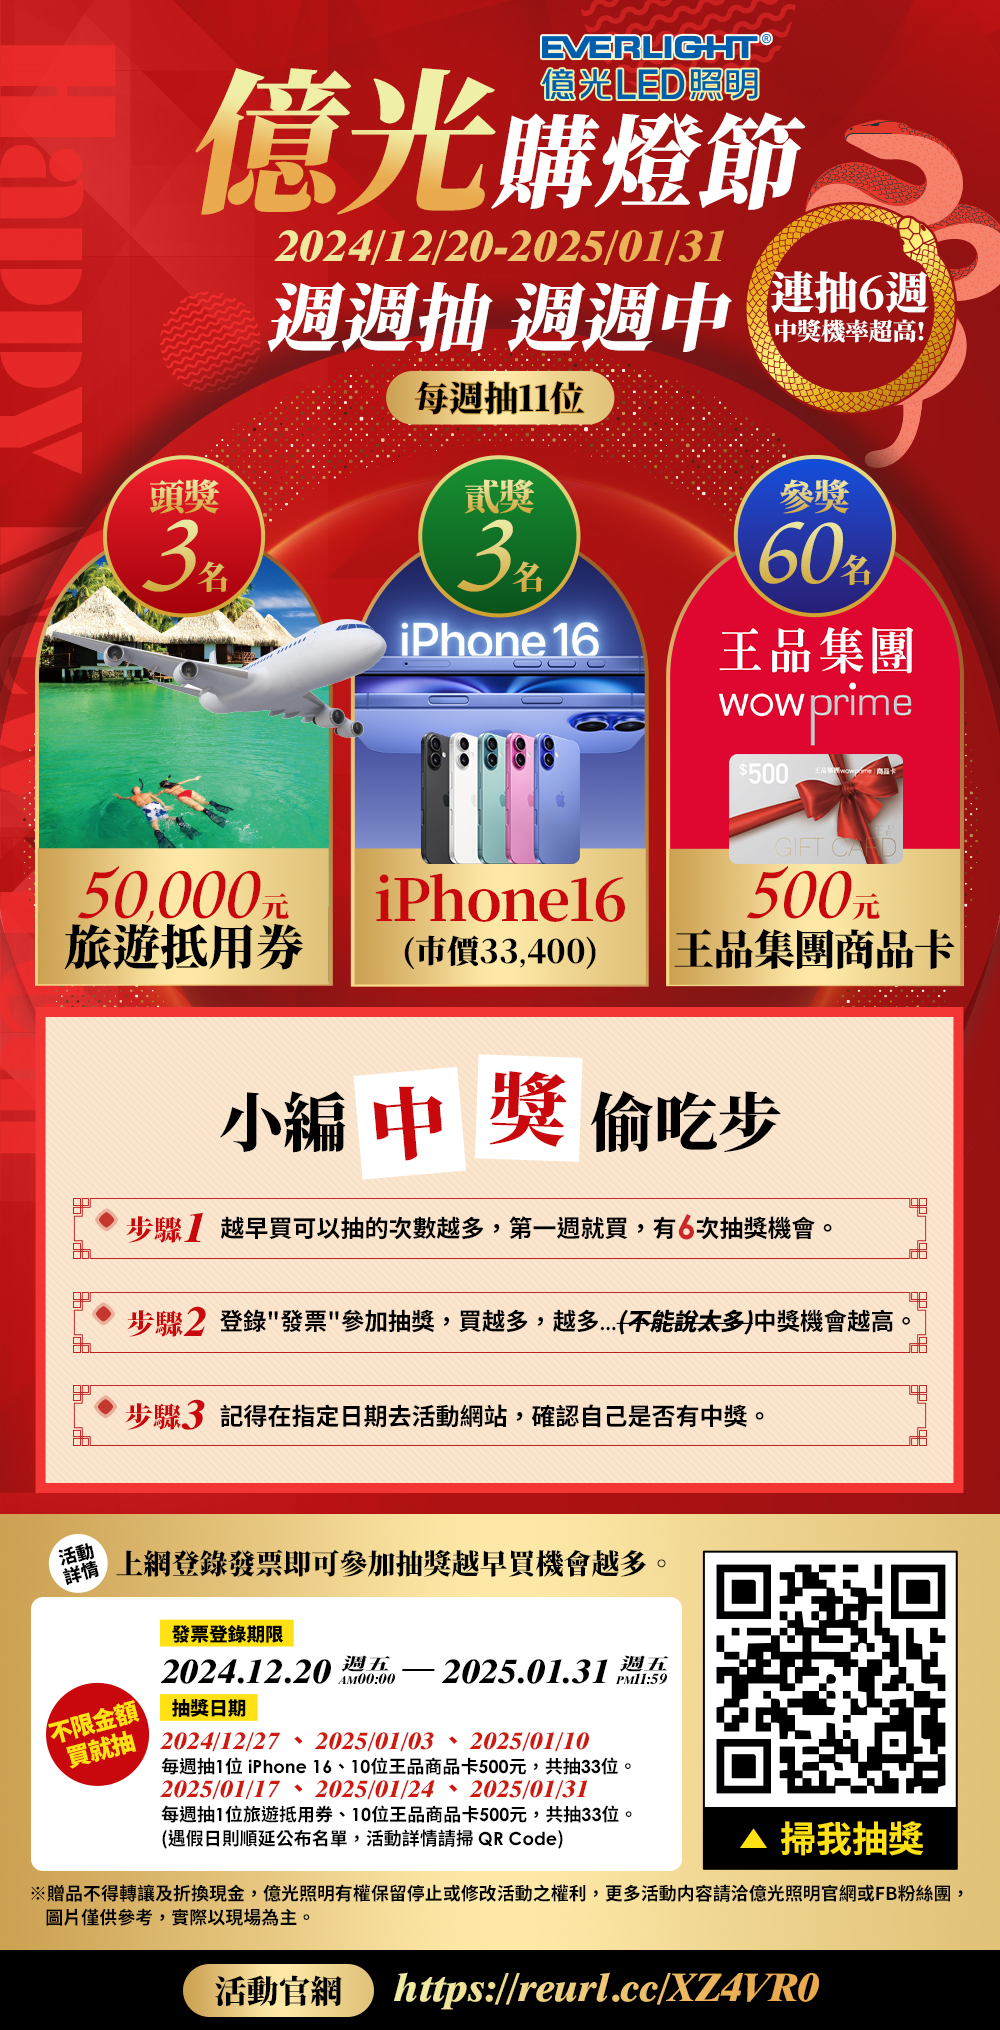 EVERLIGHT®
億光LED照明
億光購燈節
2024/12/20-2025/01/31
週週抽 週週中
連抽6週
中獎機率超高!
每週抽11位
頭獎
3名
貳獎
3名
參獎
60名
iPhone 16
王品集團
wowprime
$500
GIFT CARD
50,000元
旅遊抵用券
iPhone16
(市價33,400)
500元
王品集團商品卡
小編中獎偷吃步
步驟1 越早買可以抽的次數越多，第一週就買，有6次抽獎機會。
步驟2 登錄"發票"參加抽獎，買越多，越多...(不能說太多)中獎機會越高。
步驟3 記得在指定日期去活動網站，確認自己是否有中獎。
活動
詳情
上網登錄發票即可參加抽獎越早買機會越多。
發票登錄期限
2024.12.20 週五 AM00:00 — 2025.01.31 週五 PM11:59
不限金額
買就抽
抽獎日期
2024/12/27 、 2025/01/03 、 2025/01/10
每週抽1位 iPhone 16、10位王品商品卡500元，共抽33位。
2025/01/17 、 2025/01/24 、 2025/01/31
每週抽1位旅遊抵用券、10位王品商品卡500元，共抽33位。
(遇假日則順延公布名單，活動詳情請掃 QR Code)
▲ 掃我抽獎
※贈品不得轉讓及折換現金，億光照明有權保留停止或修改活動之權利，更多活動內容請洽億光照明官網或FB粉絲團，
圖片僅供參考，實際以現場為主。
活動官網 https://reurl.cc/XZ4VR0